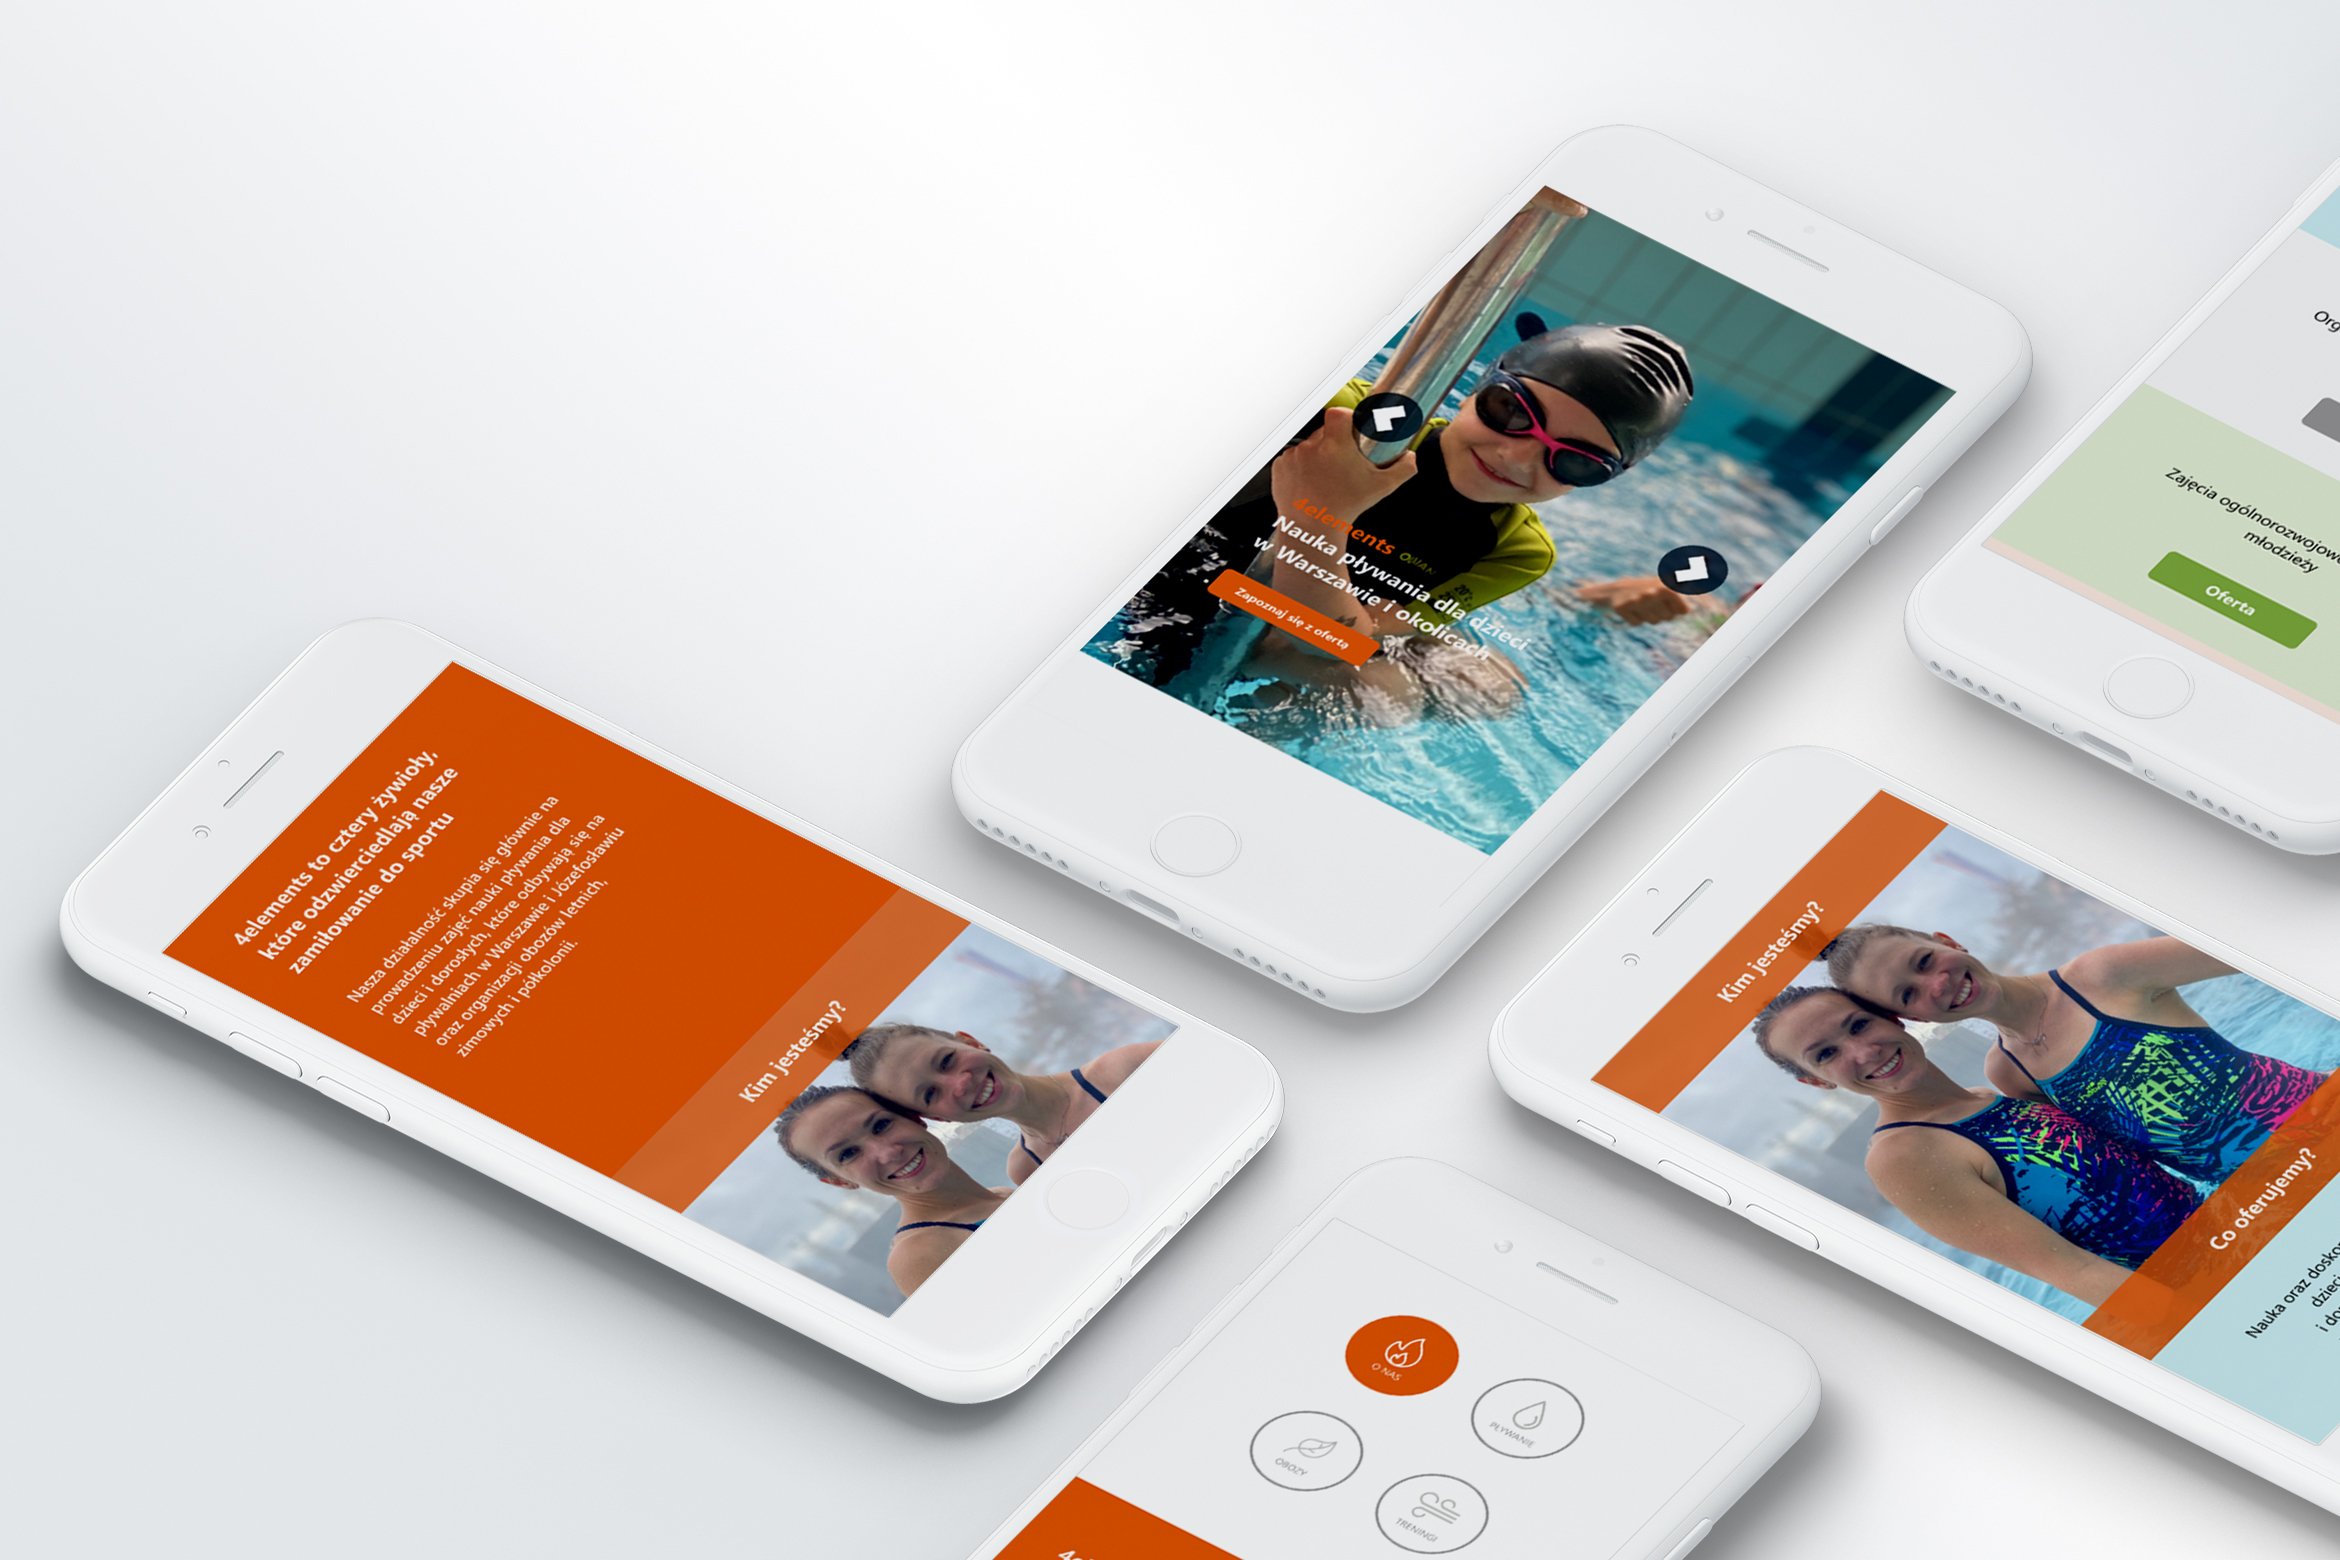 4elements to cztery żywioły,
które odzwierciedlają nasze
zamiłowanie do sportu
Nasza działalność skupia się głównie na
prowadzeniu zajęć nauki pływania dla
dzieci i dorosłych, które odbywają się na
pływalniach w Warszawie i Józefosławiu
oraz organizacji obozów letnich,
zimowych i półkolonii.
Kim jesteśmy?
4elements
Nauka pływania dla dzieci
w Warszawie i okolicach
Zapoznaj się z ofertą
Org
Zajęcia ogólnorozwojowe
młodzieży
Oferta
Kim jesteśmy?
Co oferujemy?
Nauka oraz dosko
dzieci
i do
O NAS
PŁYWANIE
OBOZY
TRENINGI